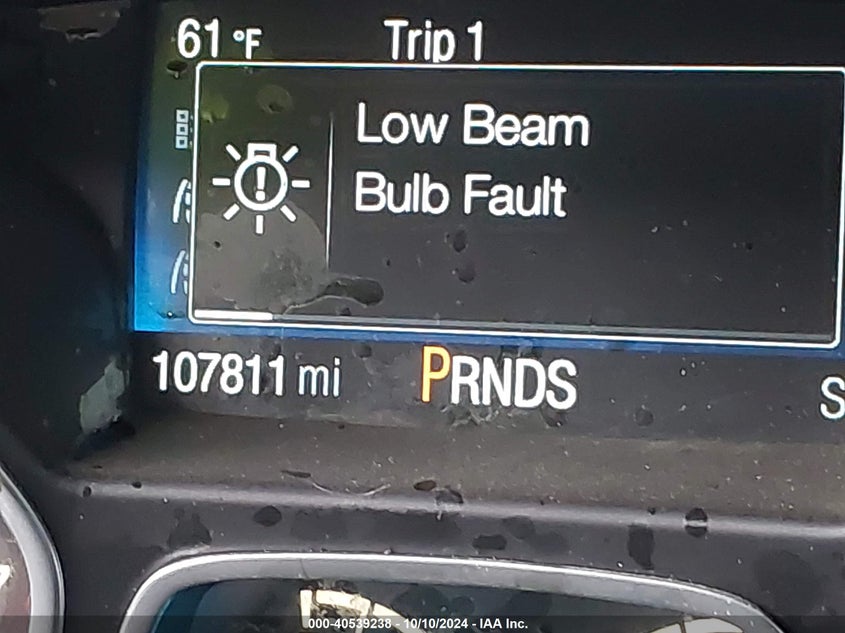 61 °F Trip 1
Low Beam
Bulb Fault
107811 mi PRNDS S
000-40539238 - 10/10/2024 - IAA Inc.